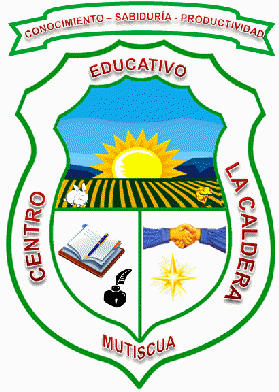 CONOCIMIENTO - SABIDURÍA - PRODUCTIVIDAD
EDUCATIVO
CENTRO
LA CALDERA
MUTISCUA